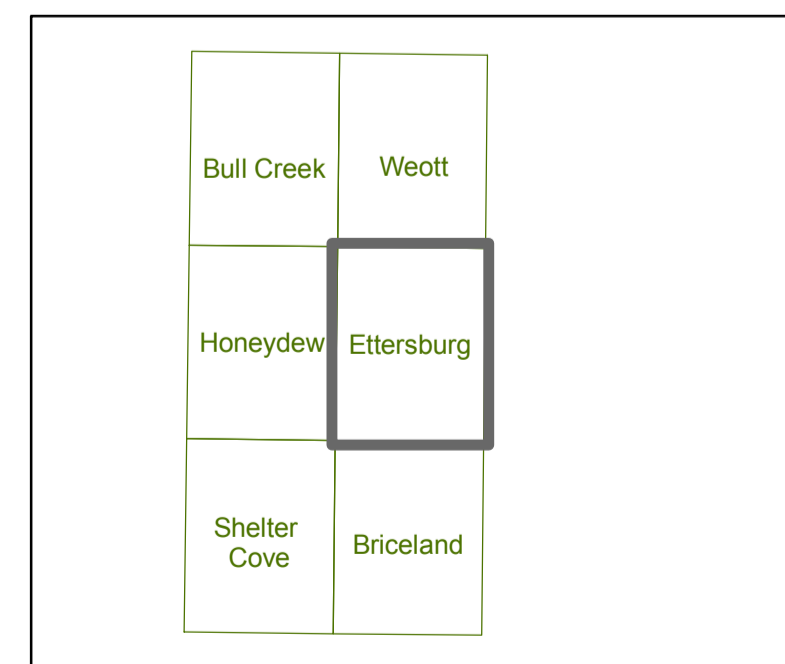 Bull Creek
Weott
Honeydew
Ettersburg
Shelter
Cove
Briceland